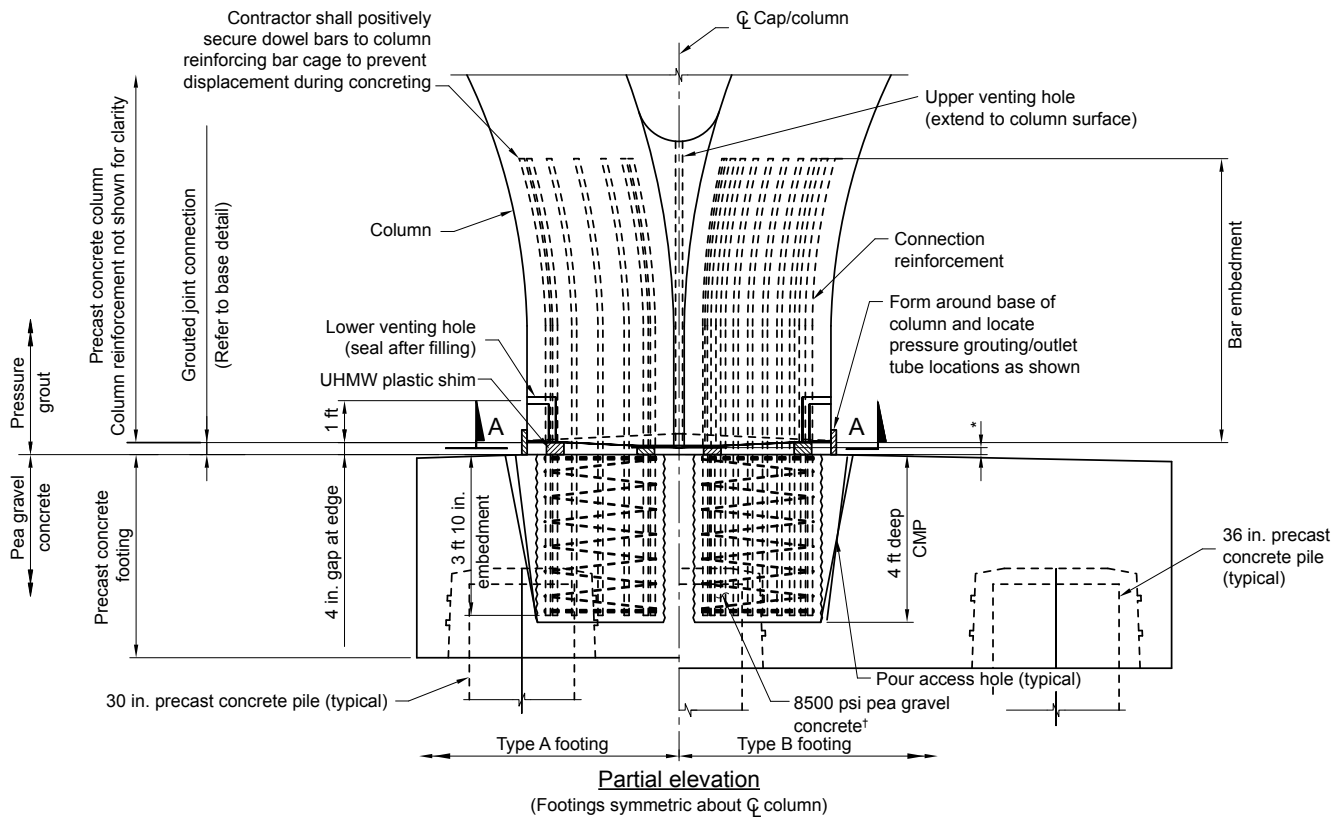 Contractor shall positively
secure dowel bars to column
reinforcing bar cage to prevent
displacement during concreting
℄ Cap/column
Upper venting hole
(extend to column surface)
Precast concrete column
Column reinforcement not shown for clarity
Grouted joint connection
(Refer to base detail)
Column
Connection
reinforcement
Bar embedment
Form around base of
column and locate
pressure grouting/outlet
tube locations as shown
Lower venting hole
(seal after filling)
UHMW plastic shim
Pressure
grout
1 ft
A
A
*
Pea gravel
concrete
Precast concrete
footing
4 in. gap at edge
3 ft 10 in.
embedment
4 ft deep
CMP
36 in. precast
concrete pile
(typical)
Pour access hole (typical)
30 in. precast concrete pile (typical)
8500 psi pea gravel
concrete†
Type A footing
Type B footing
Partial elevation
(Footings symmetric about ℄ column)